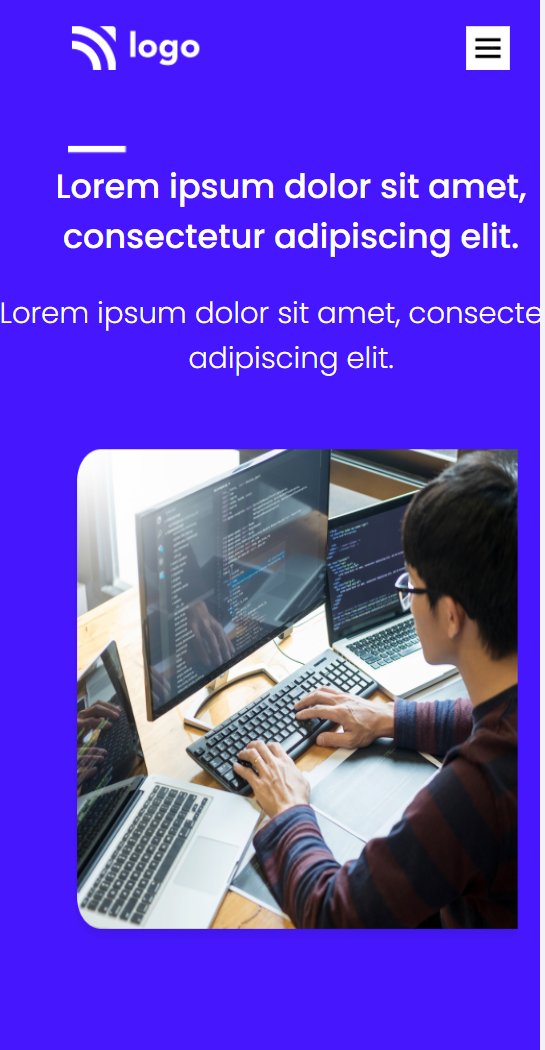 logo
Lorem ipsum dolor sit amet,
consectetur adipiscing elit.
Lorem ipsum dolor sit amet, consecte
adipiscing elit.